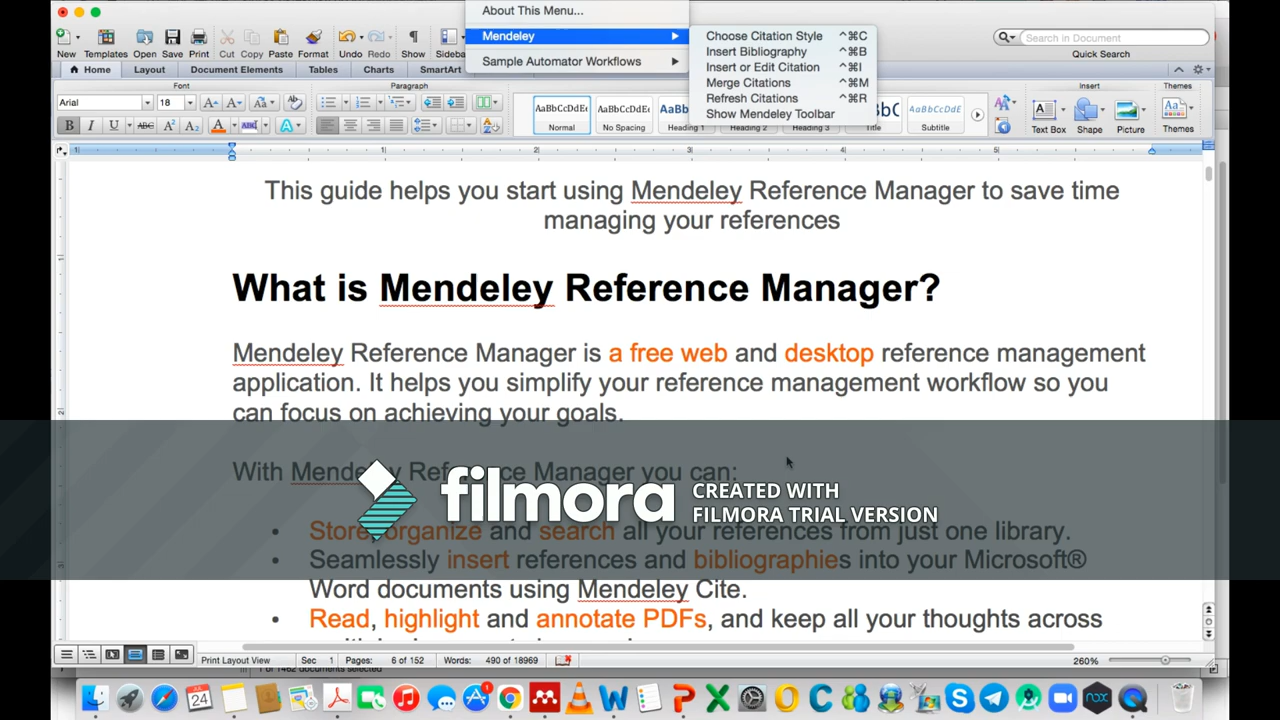 About This Menu...
Mendeley
Sample Automator Workflows
Choose Citation Style ^⌘C
Insert Bibliography ^⌘B
Insert or Edit Citation ^⌘I
Merge Citations ^⌘M
Refresh Citations ^⌘R
Show Mendeley Toolbar
New Templates Open Save Print Cut Copy Paste Format Undo Redo Show Sideba
Search in Document
Quick Search
Home Layout Document Elements Tables Charts SmartArt
Font Paragraph Insert Themes
Arial 18
AaBbCcDdEe AaBbCcDdEe AaBb AaBbCcDdE
Normal No Spacing Heading 1 Heading 2 Heading 3 Title Subtitle
Text Box Shape Picture Themes
This guide helps you start using Mendeley Reference Manager to save time
managing your references
What is Mendeley Reference Manager?
Mendeley Reference Manager is a free web and desktop reference management
application. It helps you simplify your reference management workflow so you
can focus on achieving your goals.
With Mendeley Reference Manager you can:
filmora
CREATED WITH
FILMORA TRIAL VERSION
• Store, organize and search all your references from just one library.
• Seamlessly insert references and bibliographies into your Microsoft®
Word documents using Mendeley Cite.
• Read, highlight and annotate PDFs, and keep all your thoughts across
Print Layout View Sec 1 Pages: 6 of 152 Words: 490 of 18969 260%
JUL 24